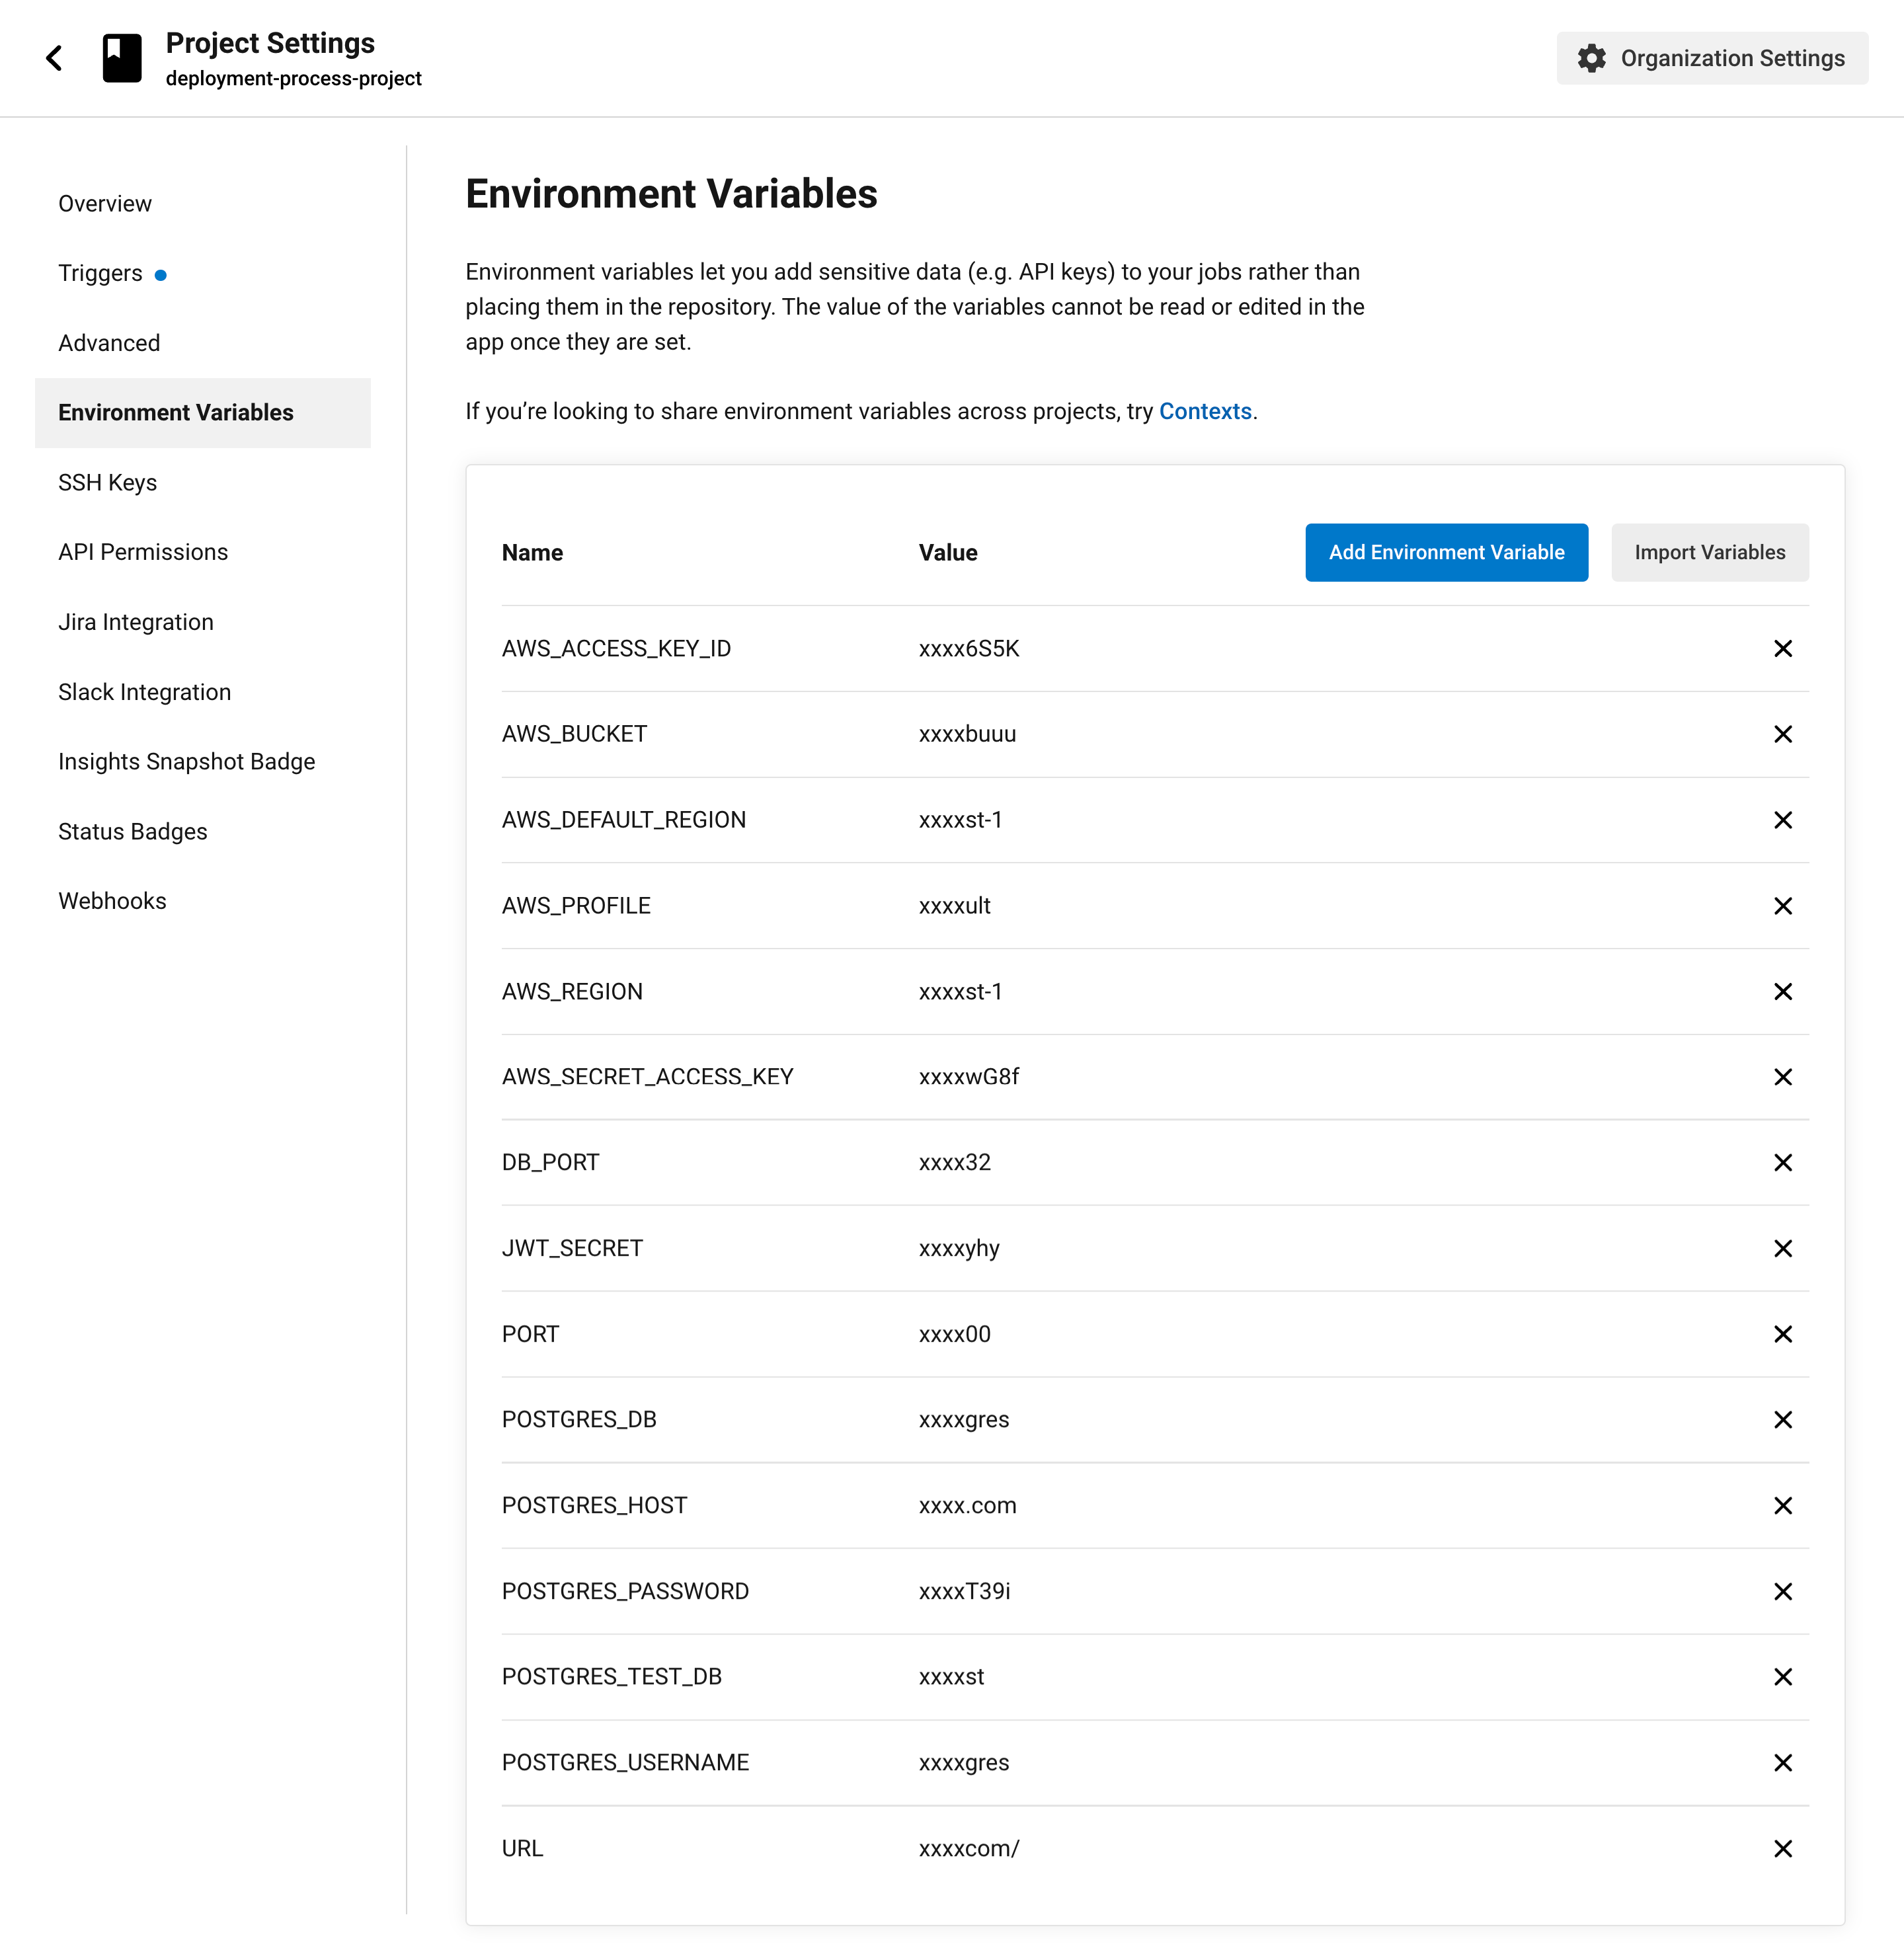 Project Settings
deployment-process-project
Organization Settings
Overview
Triggers
Advanced
Environment Variables
SSH Keys
API Permissions
Jira Integration
Slack Integration
Insights Snapshot Badge
Status Badges
Webhooks
Environment Variables
Environment variables let you add sensitive data (e.g. API keys) to your jobs rather than
placing them in the repository. The value of the variables cannot be read or edited in the
app once they are set.
If you’re looking to share environment variables across projects, try Contexts.
Name Value Add Environment Variable Import Variables
AWS_ACCESS_KEY_ID xxxx6S5K
AWS_BUCKET xxxxbuuu
AWS_DEFAULT_REGION xxxxst-1
AWS_PROFILE xxxxult
AWS_REGION xxxxst-1
AWS_SECRET_ACCESS_KEY xxxxwG8f
DB_PORT xxxx32
JWT_SECRET xxxxyhy
PORT xxxx00
POSTGRES_DB xxxxgres
POSTGRES_HOST xxxx.com
POSTGRES_PASSWORD xxxxT39i
POSTGRES_TEST_DB xxxxst
POSTGRES_USERNAME xxxxgres
URL xxxxcom/